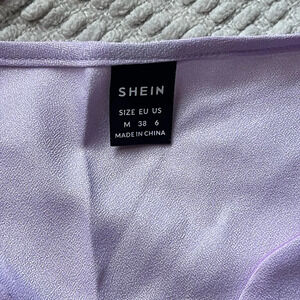 SHEIN
SIZE EU US
M 38 6
MADE IN CHINA